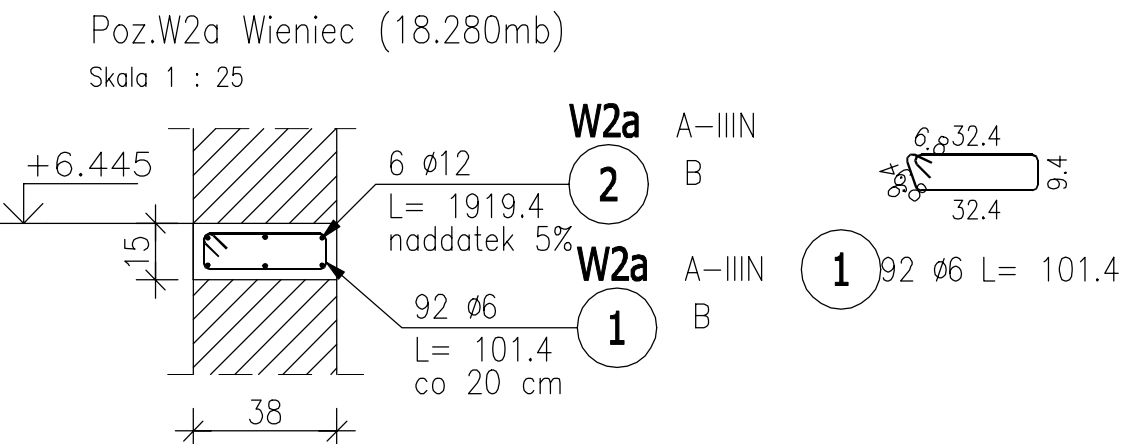 Poz.W2a Wieniec (18.280mb)
Skala 1 : 25
+6.445
15
38
6 ø12
L= 1919.4
naddatek 5%
W2a A-IIIN
2 B
92 ø6
L= 101.4
co 20 cm
W2a A-IIIN
1 B
1 92 ø6 L= 101.4
32.4
9.4
32.4